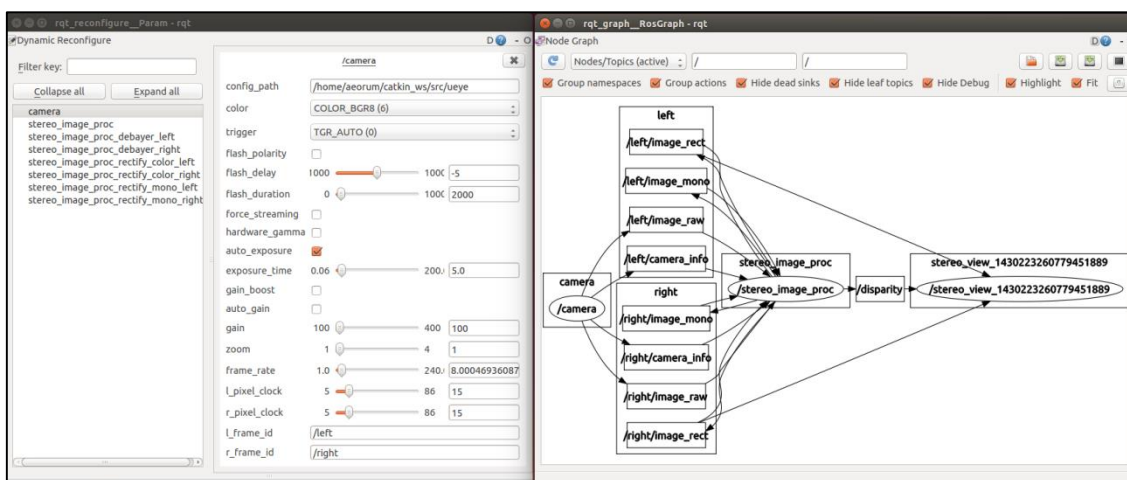 rqt_reconfigure__Param - rqt
Dynamic Reconfigure
D - O
Filter key:
Collapse all Expand all
camera
stereo_image_proc
stereo_image_proc_debayer_left
stereo_image_proc_debayer_right
stereo_image_proc_rectify_color_left
stereo_image_proc_rectify_color_right
stereo_image_proc_rectify_mono_left
stereo_image_proc_rectify_mono_right
/camera
config_path /home/aeorum/catkin_ws/src/ueye
color COLOR_BGR8 (6)
trigger TGR_AUTO (0)
flash_polarity
flash_delay 1000 100( -5
flash_duration 0 100( 2000
force_streaming
hardware_gamma
auto_exposure
exposure_time 0.06 200. 5.0
gain_boost
auto_gain
gain 100 400 100
zoom 1 4 1
frame_rate 1.0 240. 8.00046936087
l_pixel_clock 5 86 15
r_pixel_clock 5 86 15
l_frame_id /left
r_frame_id /right
rqt_graph__RosGraph - rqt
Node Graph
D -
Nodes/Topics (active) / /
Group namespaces Group actions Hide dead sinks Hide leaf topics Hide Debug Highlight Fit
left
/left/image_rect
/left/image_mono
/left/image_raw
/left/camera_info
camera
/camera
right
/right/image_mono
/right/camera_info
/right/image_raw
/right/image_rect
stereo_image_proc
/stereo_image_proc
/disparity
stereo_view_1430223260779451889
/stereo_view_1430223260779451889